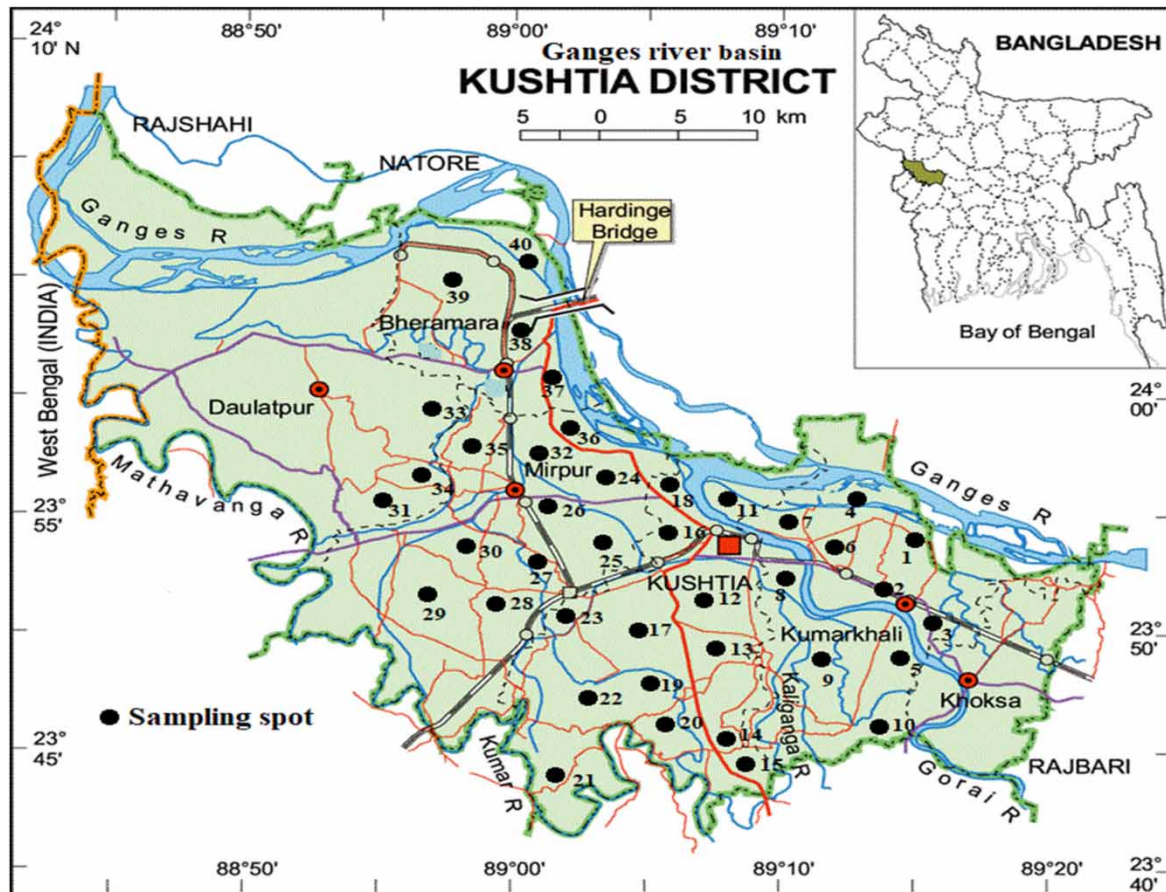 24°
10' N
88°50'
89°00'
89°10'
Ganges river basin
KUSHTIA DISTRICT
5 0 5 10 km
BANGLADESH
Bay of Bengal
RAJSHAHI
NATORE
Hardinge
Bridge
Ganges R
40
39
Bheramara
38
West Bengal (INDIA)
37
24°
00'
Daulatpur
33
36
35
32
Mirpur
Mathavanga R
34
24
18
Ganges R
31
26
11
7
4
23°
55'
16
6
1
30
25
27
KUSHTIA
8
2
29
28
23
12
3
17
Kumarkhali
23°
50'
13
9
5
Khoksa
19
22
Kaliganga R
Sampling spot
20
14
10
23°
45'
Kumar R
21
15
Gorai R
RAJBARI
88°50'
89°00'
89°10'
89°20'
23°
40'